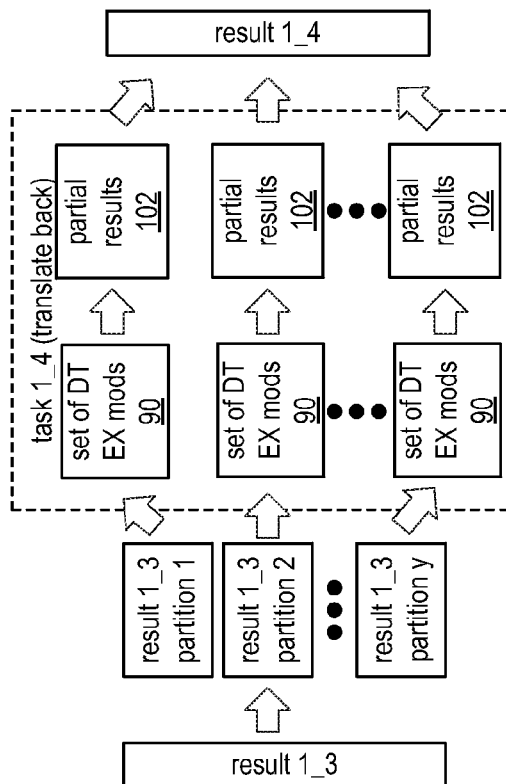 result 1_3
result 1_3
partition 1
result 1_3
partition 2
result 1_3
partition y
task 1_4 (translate back)
set of DT
EX mods
90
set of DT
EX mods
90
set of DT
EX mods
90
partial
results
102
partial
results
102
partial
results
102
result 1_4